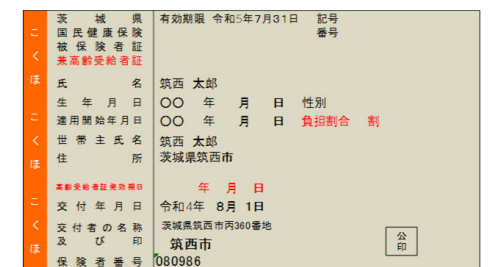 こくほ
こくほ
こくほ
茨城県 有効期限 令和5年7月31日 記号
国民健康保険 番号
被保険者証
兼高齢受給者証
氏名 筑西 太郎
生年月日 〇〇 年 月 日 性別
適用開始年月日 〇〇 年 月 日 負担割合 割
世帯主氏名 筑西 太郎
住所 茨城県筑西市
高齢受給者証発効期日 年 月 日
交付年月日 令和4年 8月 1日
交付者の名称 茨城県筑西市丙360番地
及び印 筑西市 公印
保険者番号 080986